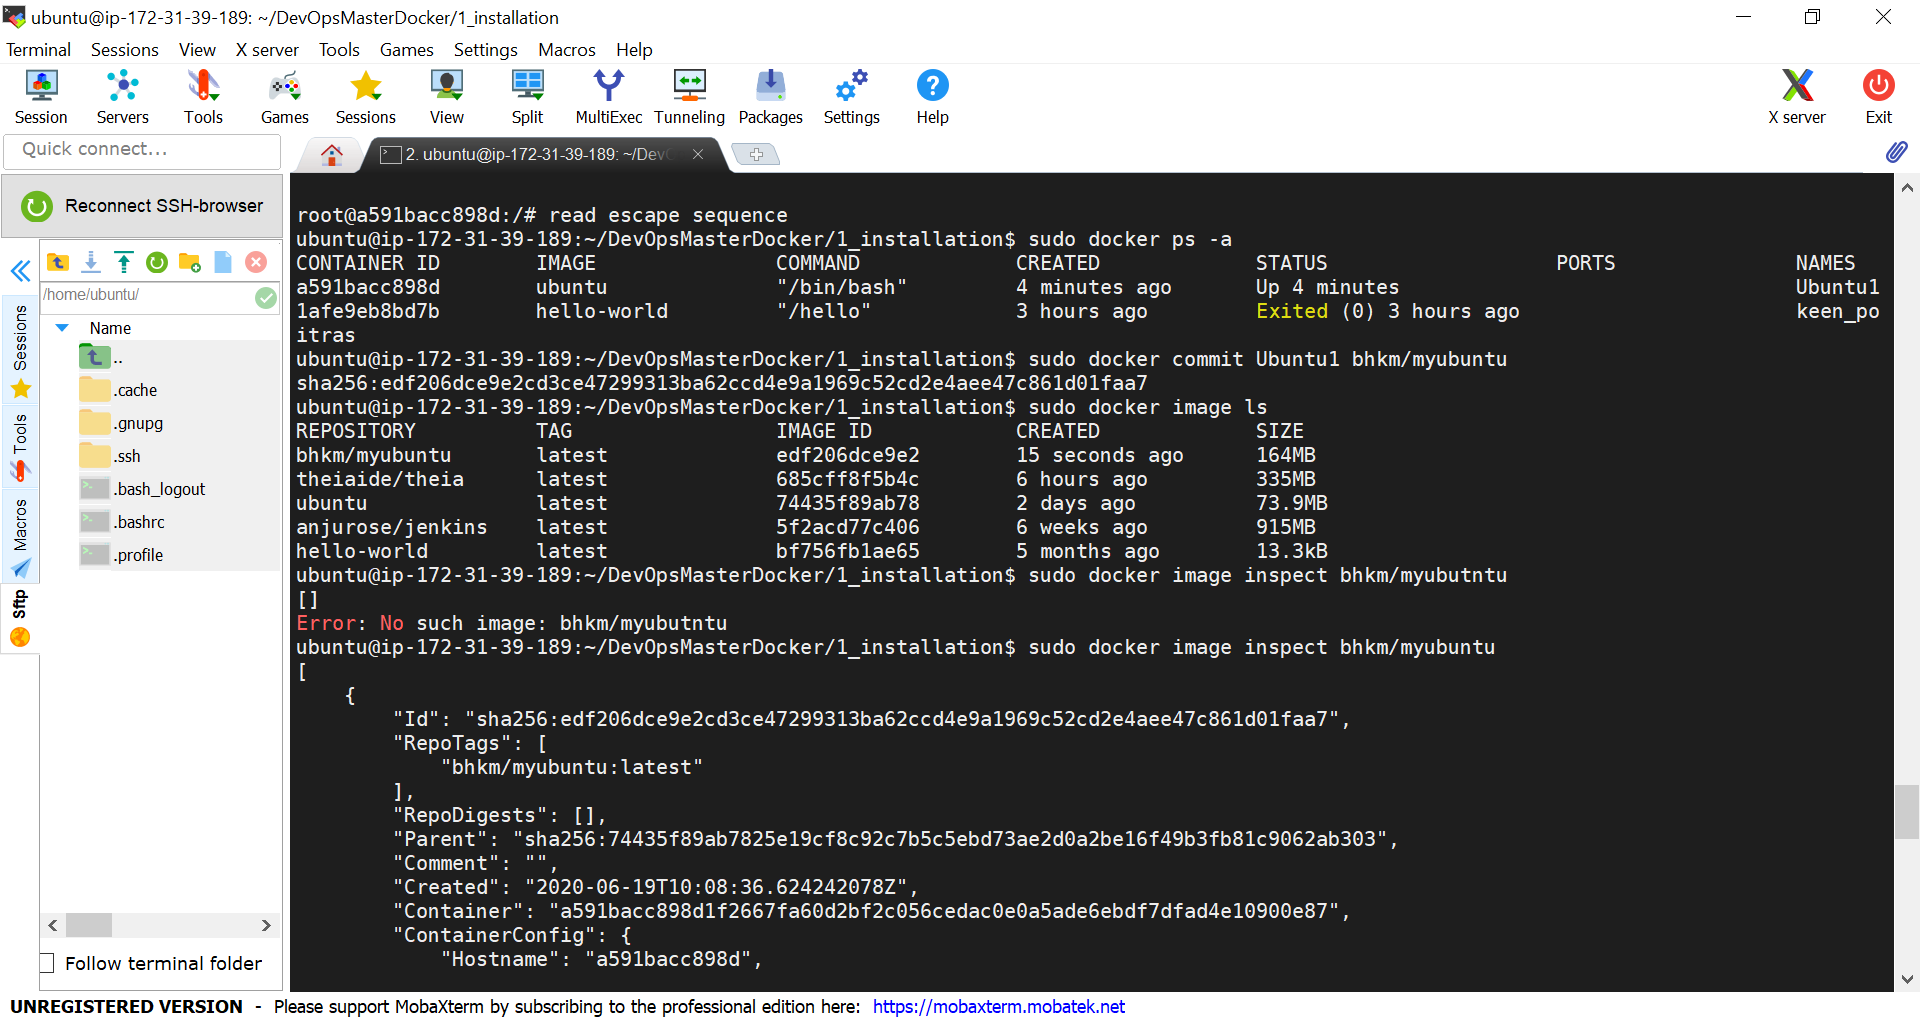 ubuntu@ip-172-31-39-189: ~/DevOpsMasterDocker/1_installation
Terminal Sessions View X server Tools Games Settings Macros Help
Session Servers Tools Games Sessions View Split MultiExec Tunneling Packages Settings Help X server Exit
Quick connect...
2. ubuntu@ip-172-31-39-189: ~/DevO
Reconnect SSH-browser
/home/ubuntu/
Name
..
.cache
.gnupg
.ssh
.bash_logout
.bashrc
.profile
Sessions
Tools
Macros
Sftp
Follow terminal folder
root@a591bacc898d:/# read escape sequence
ubuntu@ip-172-31-39-189:~/DevOpsMasterDocker/1_installation$ sudo docker ps -a
CONTAINER ID IMAGE COMMAND CREATED STATUS PORTS NAMES
a591bacc898d ubuntu "/bin/bash" 4 minutes ago Up 4 minutes Ubuntu1
1afe9eb8bd7b hello-world "/hello" 3 hours ago Exited (0) 3 hours ago keen_po
itras
ubuntu@ip-172-31-39-189:~/DevOpsMasterDocker/1_installation$ sudo docker commit Ubuntu1 bhkm/myubuntu
sha256:edf206dce9e2cd3ce47299313ba62ccd4e9a1969c52cd2e4aee47c861d01faa7
ubuntu@ip-172-31-39-189:~/DevOpsMasterDocker/1_installation$ sudo docker image ls
REPOSITORY TAG IMAGE ID CREATED SIZE
bhkm/myubuntu latest edf206dce9e2 15 seconds ago 164MB
theiaide/theia latest 685cff8f5b4c 6 hours ago 335MB
ubuntu latest 74435f89ab78 2 days ago 73.9MB
anjurose/jenkins latest 5f2acd77c406 6 weeks ago 915MB
hello-world latest bf756fb1ae65 5 months ago 13.3kB
ubuntu@ip-172-31-39-189:~/DevOpsMasterDocker/1_installation$ sudo docker image inspect bhkm/myubutntu
[]
Error: No such image: bhkm/myubutntu
ubuntu@ip-172-31-39-189:~/DevOpsMasterDocker/1_installation$ sudo docker image inspect bhkm/myubuntu
[
{
"Id": "sha256:edf206dce9e2cd3ce47299313ba62ccd4e9a1969c52cd2e4aee47c861d01faa7",
"RepoTags": [
"bhkm/myubuntu:latest"
],
"RepoDigests": [],
"Parent": "sha256:74435f89ab7825e19cf8c92c7b5c5ebd73ae2d0a2be16f49b3fb81c9062ab303",
"Comment": "",
"Created": "2020-06-19T10:08:36.624242078Z",
"Container": "a591bacc898d1f2667fa60d2bf2c056cedac0e0a5ade6ebdf7dfad4e10900e87",
"ContainerConfig": {
"Hostname": "a591bacc898d",
UNREGISTERED VERSION - Please support MobaXterm by subscribing to the professional edition here: https://mobaxterm.mobatek.net